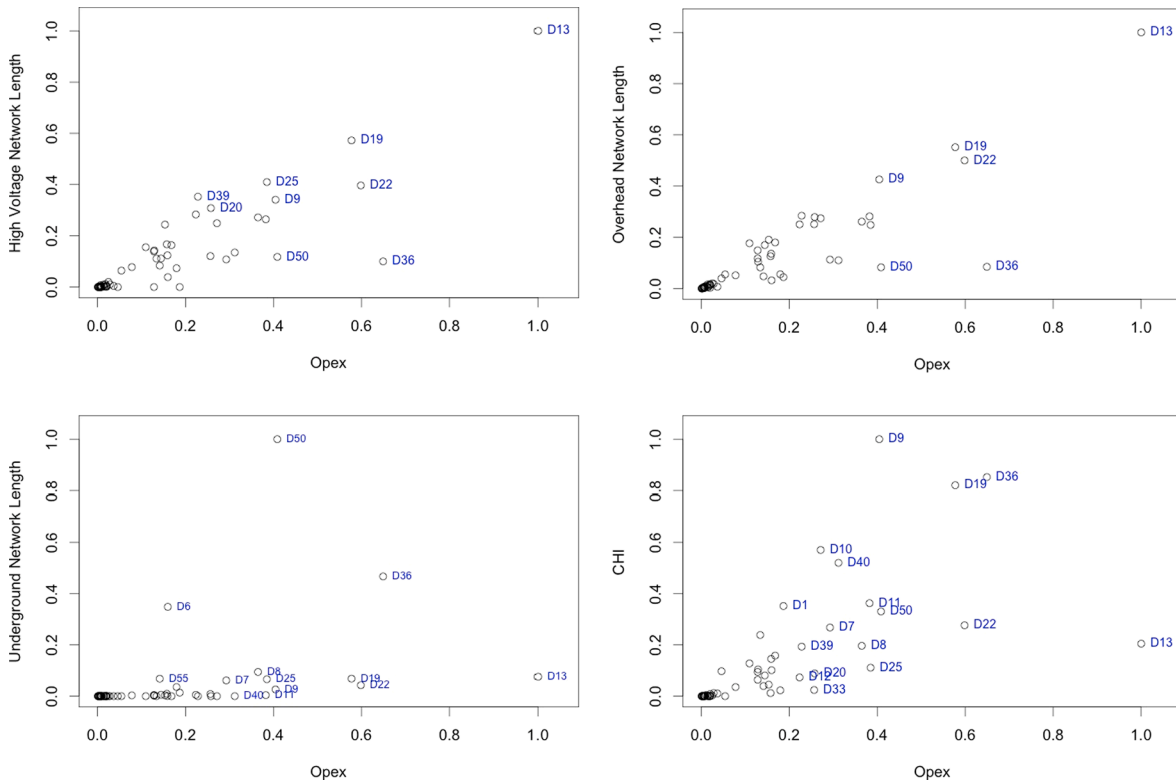 High Voltage Network Length
1.0
0.8
0.6
0.4
0.2
0.0
D13
D19
D25
D22
D39
D9
D20
D50
D36
0.0 0.2 0.4 0.6 0.8 1.0
Opex
Overhead Network Length
1.0
0.8
0.6
0.4
0.2
0.0
D13
D19
D22
D9
D50
D36
0.0 0.2 0.4 0.6 0.8 1.0
Opex
Underground Network Length
1.0
0.8
0.6
0.4
0.2
0.0
D50
D36
D6
D8
D55
D7
D25
D19
D13
D9
D22
D40
D11
0.0 0.2 0.4 0.6 0.8 1.0
Opex
CHI
1.0
0.8
0.6
0.4
0.2
0.0
D9
D36
D19
D10
D40
D1
D11
D50
D7
D22
D39
D8
D13
D25
D20
D12
D33
0.0 0.2 0.4 0.6 0.8 1.0
Opex